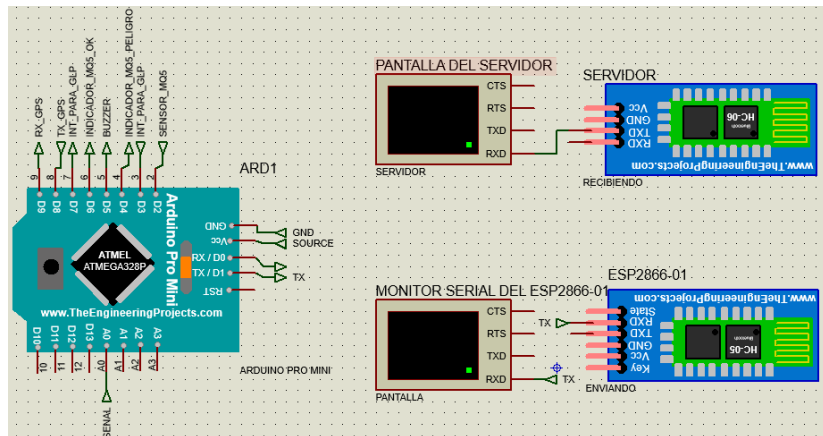 RX_GPS
TX_GPS
INT_PARA_GLP
INDICADOR_MQ5_OK
BUZZER
INDICADOR_MQ5_PELIGRO
INT_PARA_GLP
SENSOR_MQ5
9
8
7
6
5
4
3
2
D9
D8
D7
D6
D5
D4
D3
D2
ARD1
Arduino Pro Mini
ATMEL
ATMEGA328P
GND
Vcc
RX / D0
TX / D1
RST
GND
SOURCE
TX
www.TheEngineeringProjects.com
D10
D11
D12
D13
A0
A1
A2
A3
10
11
12
13
A0
A1
A2
A3
ARDUINO PRO MINI
SENAL
PANTALLA DEL SERVIDOR
CTS
RTS
TXD
RXD
SERVIDOR
SERVIDOR
Vcc
GND
TXD
RXD
HC-06
Bluetooth
www.TheEngineeringProjects.com
RECIBIENDO
MONITOR SERIAL DEL ESP2866-01
CTS
RTS
TXD
RXD
TX
TX
PANTALLA
ESP2866-01
www.TheEngineeringProjects.com
State
RXD
TXD
GND
Vcc
Key
HC-05
Bluetooth
ENVIANDO